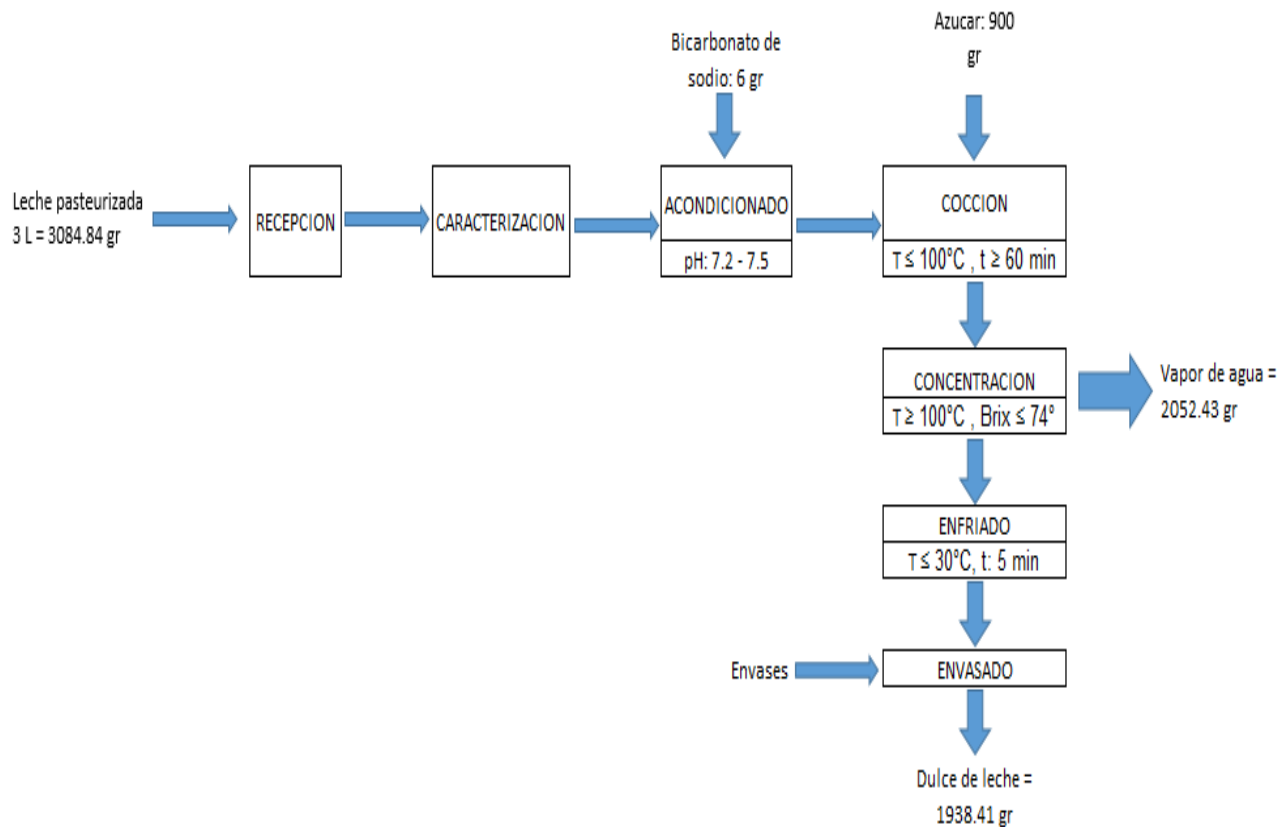 Azucar: 900
gr
Bicarbonato de
sodio: 6 gr
Leche pasteurizada
3 L = 3084.84 gr
RECEPCION
CARACTERIZACION
ACONDICIONADO
pH: 7.2 - 7.5
COCCION
T ≤ 100°C , t ≥ 60 min
CONCENTRACION
T ≥ 100°C , Brix ≤ 74°
Vapor de agua =
2052.43 gr
ENFRIADO
T ≤ 30°C, t: 5 min
Envases
ENVASADO
Dulce de leche =
1938.41 gr